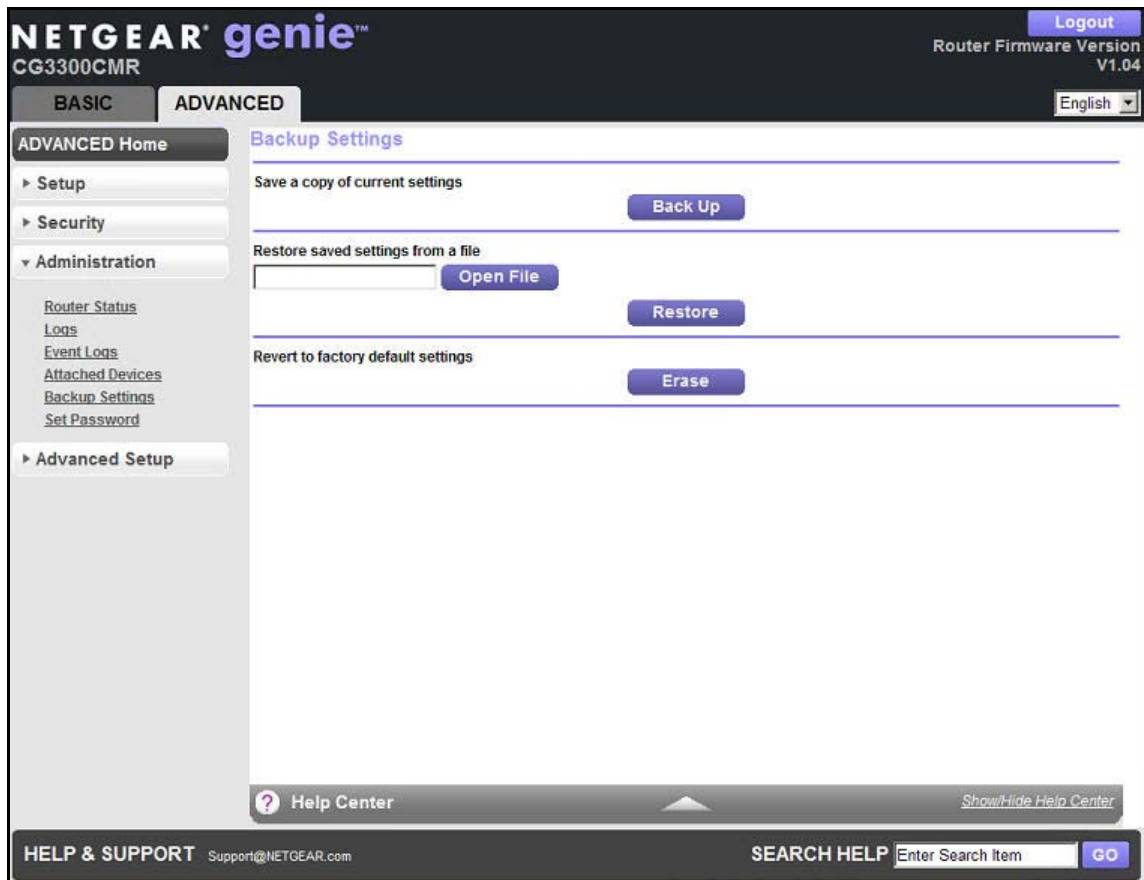 NETGEAR® genie™
CG3300CMR
Logout
Router Firmware Version
V1.04
BASIC
ADVANCED
English
ADVANCED Home
Setup
Security
Administration
Router Status
Logs
Event Logs
Attached Devices
Backup Settings
Set Password
Advanced Setup
Backup Settings
Save a copy of current settings
Back Up
Restore saved settings from a file
Open File
Restore
Revert to factory default settings
Erase
? Help Center
Show/Hide Help Center
HELP & SUPPORT Support@NETGEAR.com
SEARCH HELP Enter Search Item GO